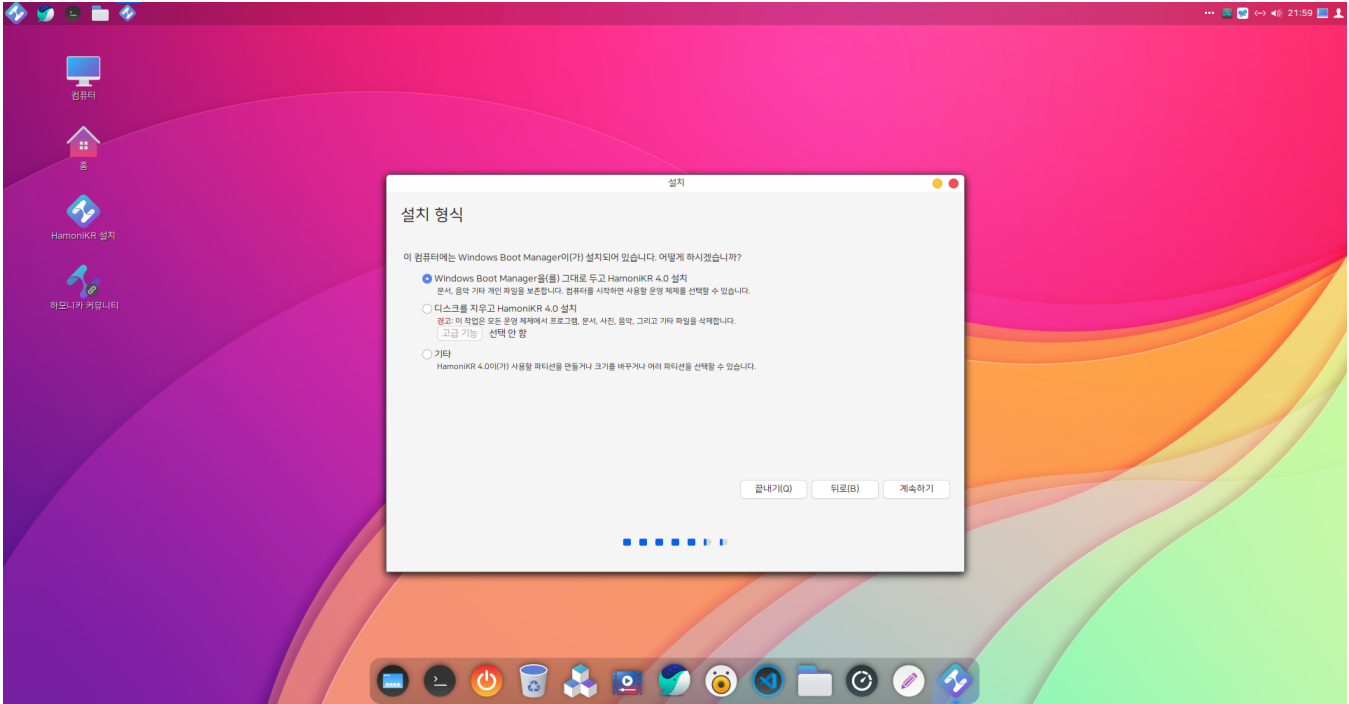 21:59
컴퓨터
홈
HamoniKR 설치
하모니카 커뮤니티
설치
설치 형식
이 컴퓨터에는 Windows Boot Manager이(가) 설치되어 있습니다. 어떻게 하시겠습니까?
Windows Boot Manager을(를) 그대로 두고 HamoniKR 4.0 설치
문서, 음악 기타 개인 파일을 보존합니다. 컴퓨터를 시작하면 사용할 운영 체제를 선택할 수 있습니다.
디스크를 지우고 HamoniKR 4.0 설치
경고: 이 작업은 모든 운영 체제에서 프로그램, 문서, 사진, 음악, 그리고 기타 파일을 삭제합니다.
고급 기능 선택 안 함
기타
HamoniKR 4.0이(가) 사용할 파티션을 만들거나 크기를 바꾸거나 여러 파티션을 선택할 수 있습니다.
끝내기(Q) 뒤로(B) 계속하기